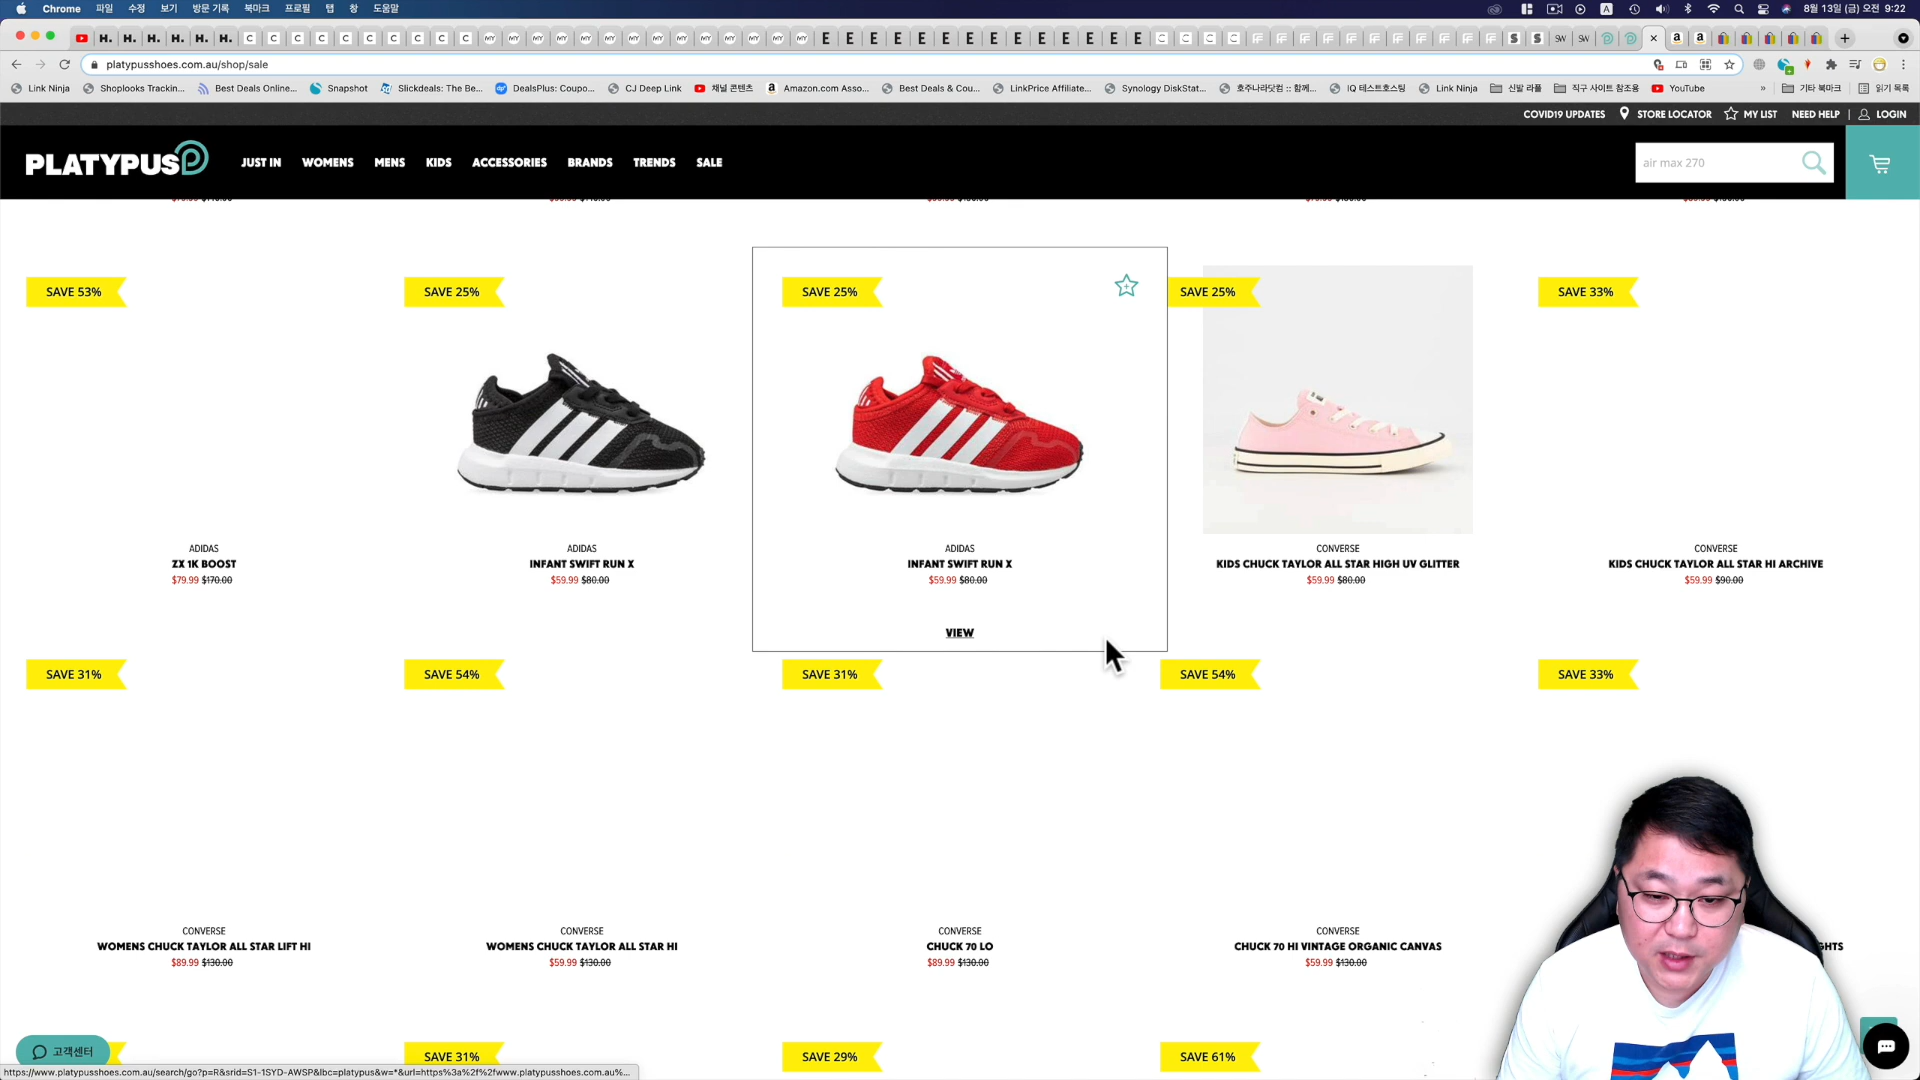 Chrome 파일 수정 보기 방문 기록 북마크 프로필 탭 창 도움말 8월 13일 (금) 오전 9:22
platypusshoes.com.au/shop/sale
Link Ninja Shoplooks Trackin... Best Deals Online... Snapshot Slickdeals: The Be... DealsPlus: Coupo... CJ Deep Link 채널 콘텐츠 Amazon.com Asso... Best Deals & Cou... LinkPrice Affiliate... Synology DiskStat... 호주나라닷컴 :: 함께... IQ 테스트호스팅 Link Ninja 신발 라플 직구 사이트 참조용 YouTube » 기타 북마크 읽기 목록
COVID19 UPDATES STORE LOCATOR MY LIST NEED HELP | LOGIN
PLATYPUS JUST IN WOMENS MENS KIDS ACCESSORIES BRANDS TRENDS SALE air max 270
SAVE 53% SAVE 25% SAVE 25% SAVE 25% SAVE 33%
ADIDAS ADIDAS ADIDAS CONVERSE CONVERSE
ZX 1K BOOST INFANT SWIFT RUN X INFANT SWIFT RUN X KIDS CHUCK TAYLOR ALL STAR HIGH UV GLITTER KIDS CHUCK TAYLOR ALL STAR HI ARCHIVE
$79.99 $170.00 $59.99 $80.00 $59.99 $80.00 $59.99 $80.00 $59.99 $90.00
VIEW
SAVE 31% SAVE 54% SAVE 31% SAVE 54% SAVE 33%
CONVERSE CONVERSE CONVERSE CONVERSE
WOMENS CHUCK TAYLOR ALL STAR LIFT HI WOMENS CHUCK TAYLOR ALL STAR HI CHUCK 70 LO CHUCK 70 HI VINTAGE ORGANIC CANVAS
$89.99 $130.00 $59.99 $130.00 $89.99 $130.00 $59.99 $130.00
고객센터 SAVE 31% SAVE 29% SAVE 61%
https://www.platypusshoes.com.au/search/go?p=R&srid=S1-1SYD-AWSP&lbc=platypus&w=*&url=https%3a%2f%2fwww.platypusshoes.com.au%...